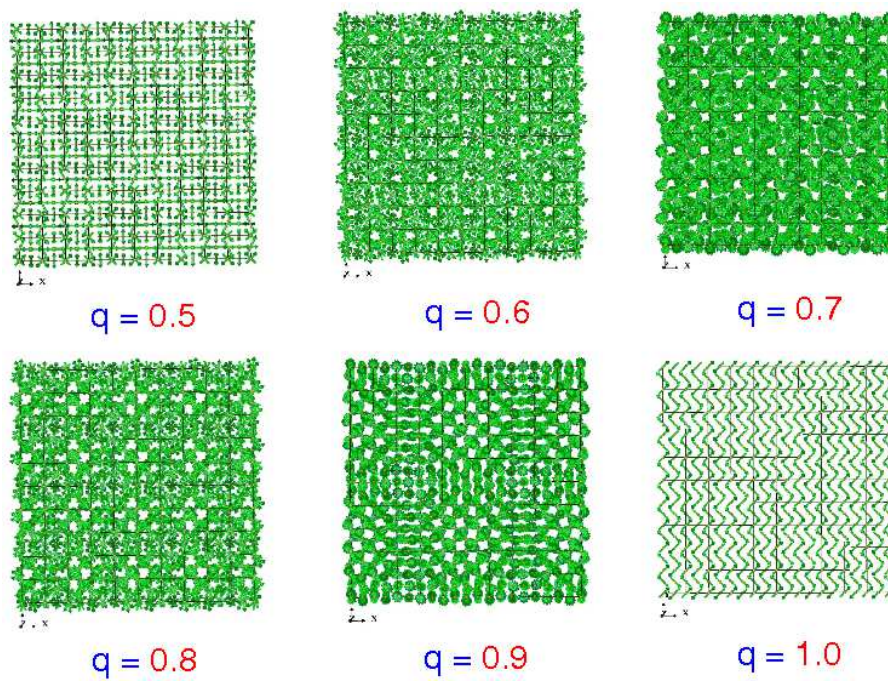 x
z x
x
q = 0.5
q = 0.6
q = 0.7
z x
z x
x
q = 0.8
q = 0.9
q = 1.0